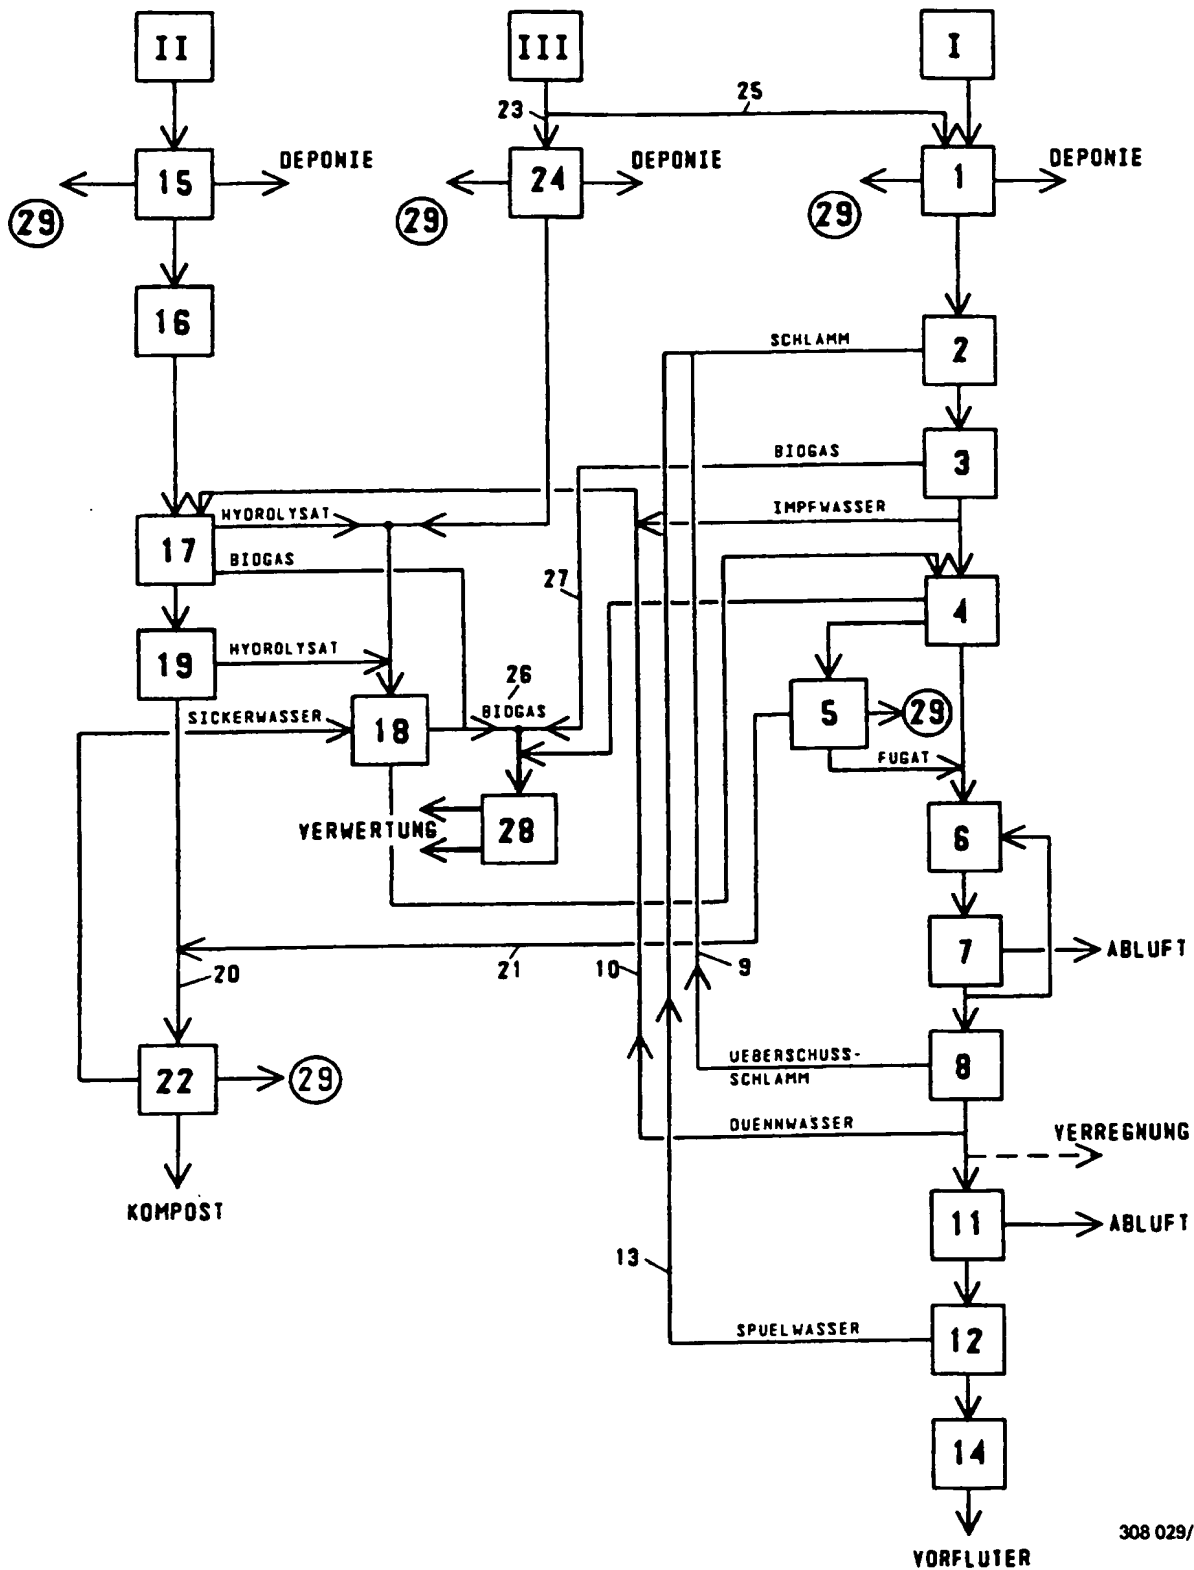 II
III
I
25
23
DEPONIE
DEPONIE
DEPONIE
15
24
1
29
29
29
16
SCHLAMM
2
BIOGAS
3
HYDROLYSAT
IMPFWASSER
17
BIOGAS
27
4
19
HYDROLYSAT
26
SICKERWASSER
18
BIOGAS
5
29
FUGAT
VERWERTUNG
28
6
21
10
9
7
ABLUFT
20
22
29
UEBERSCHUSS-
SCHLAMM
8
DUENNWASSER
VERREGNUNG
KOMPOST
11
ABLUFT
13
SPUELWASSER
12
14
308 029/
VORFLUTER